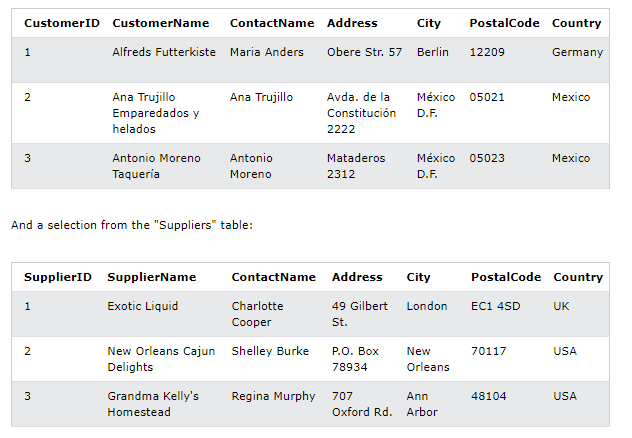 CustomerID CustomerName ContactName Address City PostalCode Country
1 Alfreds Futterkiste Maria Anders Obere Str. 57 Berlin 12209 Germany
2 Ana Trujillo Ana Trujillo Avda. de la México 05021 Mexico
Emparedados y Constitución D.F.
helados 2222
3 Antonio Moreno Antonio Mataderos México 05023 Mexico
Taquería Moreno 2312 D.F.
And a selection from the "Suppliers" table:
SupplierID SupplierName ContactName Address City PostalCode Country
1 Exotic Liquid Charlotte 49 Gilbert London EC1 4SD UK
Cooper St.
2 New Orleans Cajun Shelley Burke P.O. Box New 70117 USA
Delights 78934 Orleans
3 Grandma Kelly's Regina Murphy 707 Ann 48104 USA
Homestead Oxford Rd. Arbor